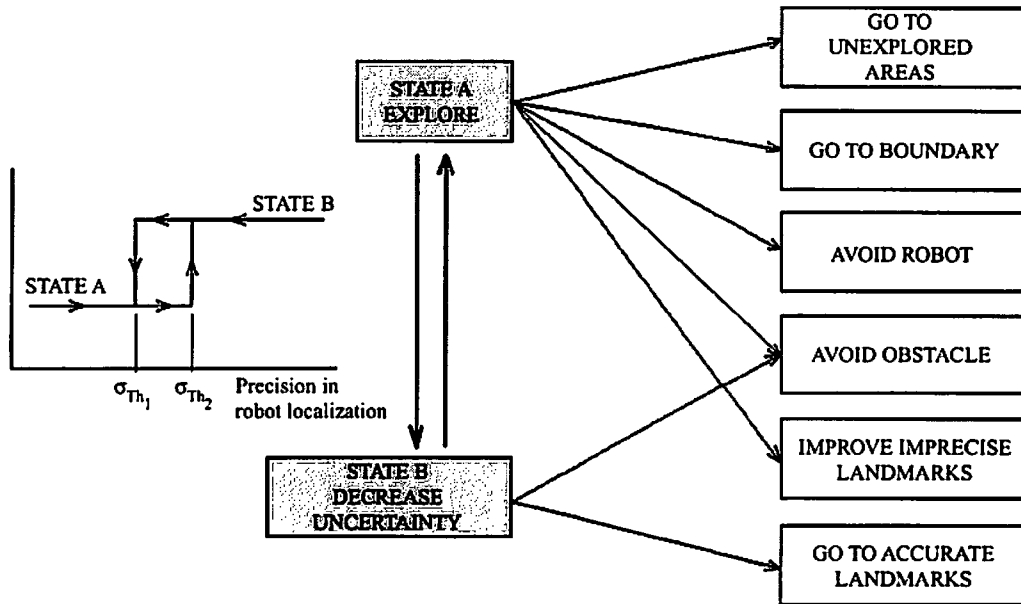 STATE A
EXPLORE
STATE B
STATE A
σTh1
σTh2
Precision in
robot localization
STATE B
DECREASE
UNCERTAINTY
GO TO
UNEXPLORED
AREAS
GO TO BOUNDARY
AVOID ROBOT
AVOID OBSTACLE
IMPROVE IMPRECISE
LANDMARKS
GO TO ACCURATE
LANDMARKS